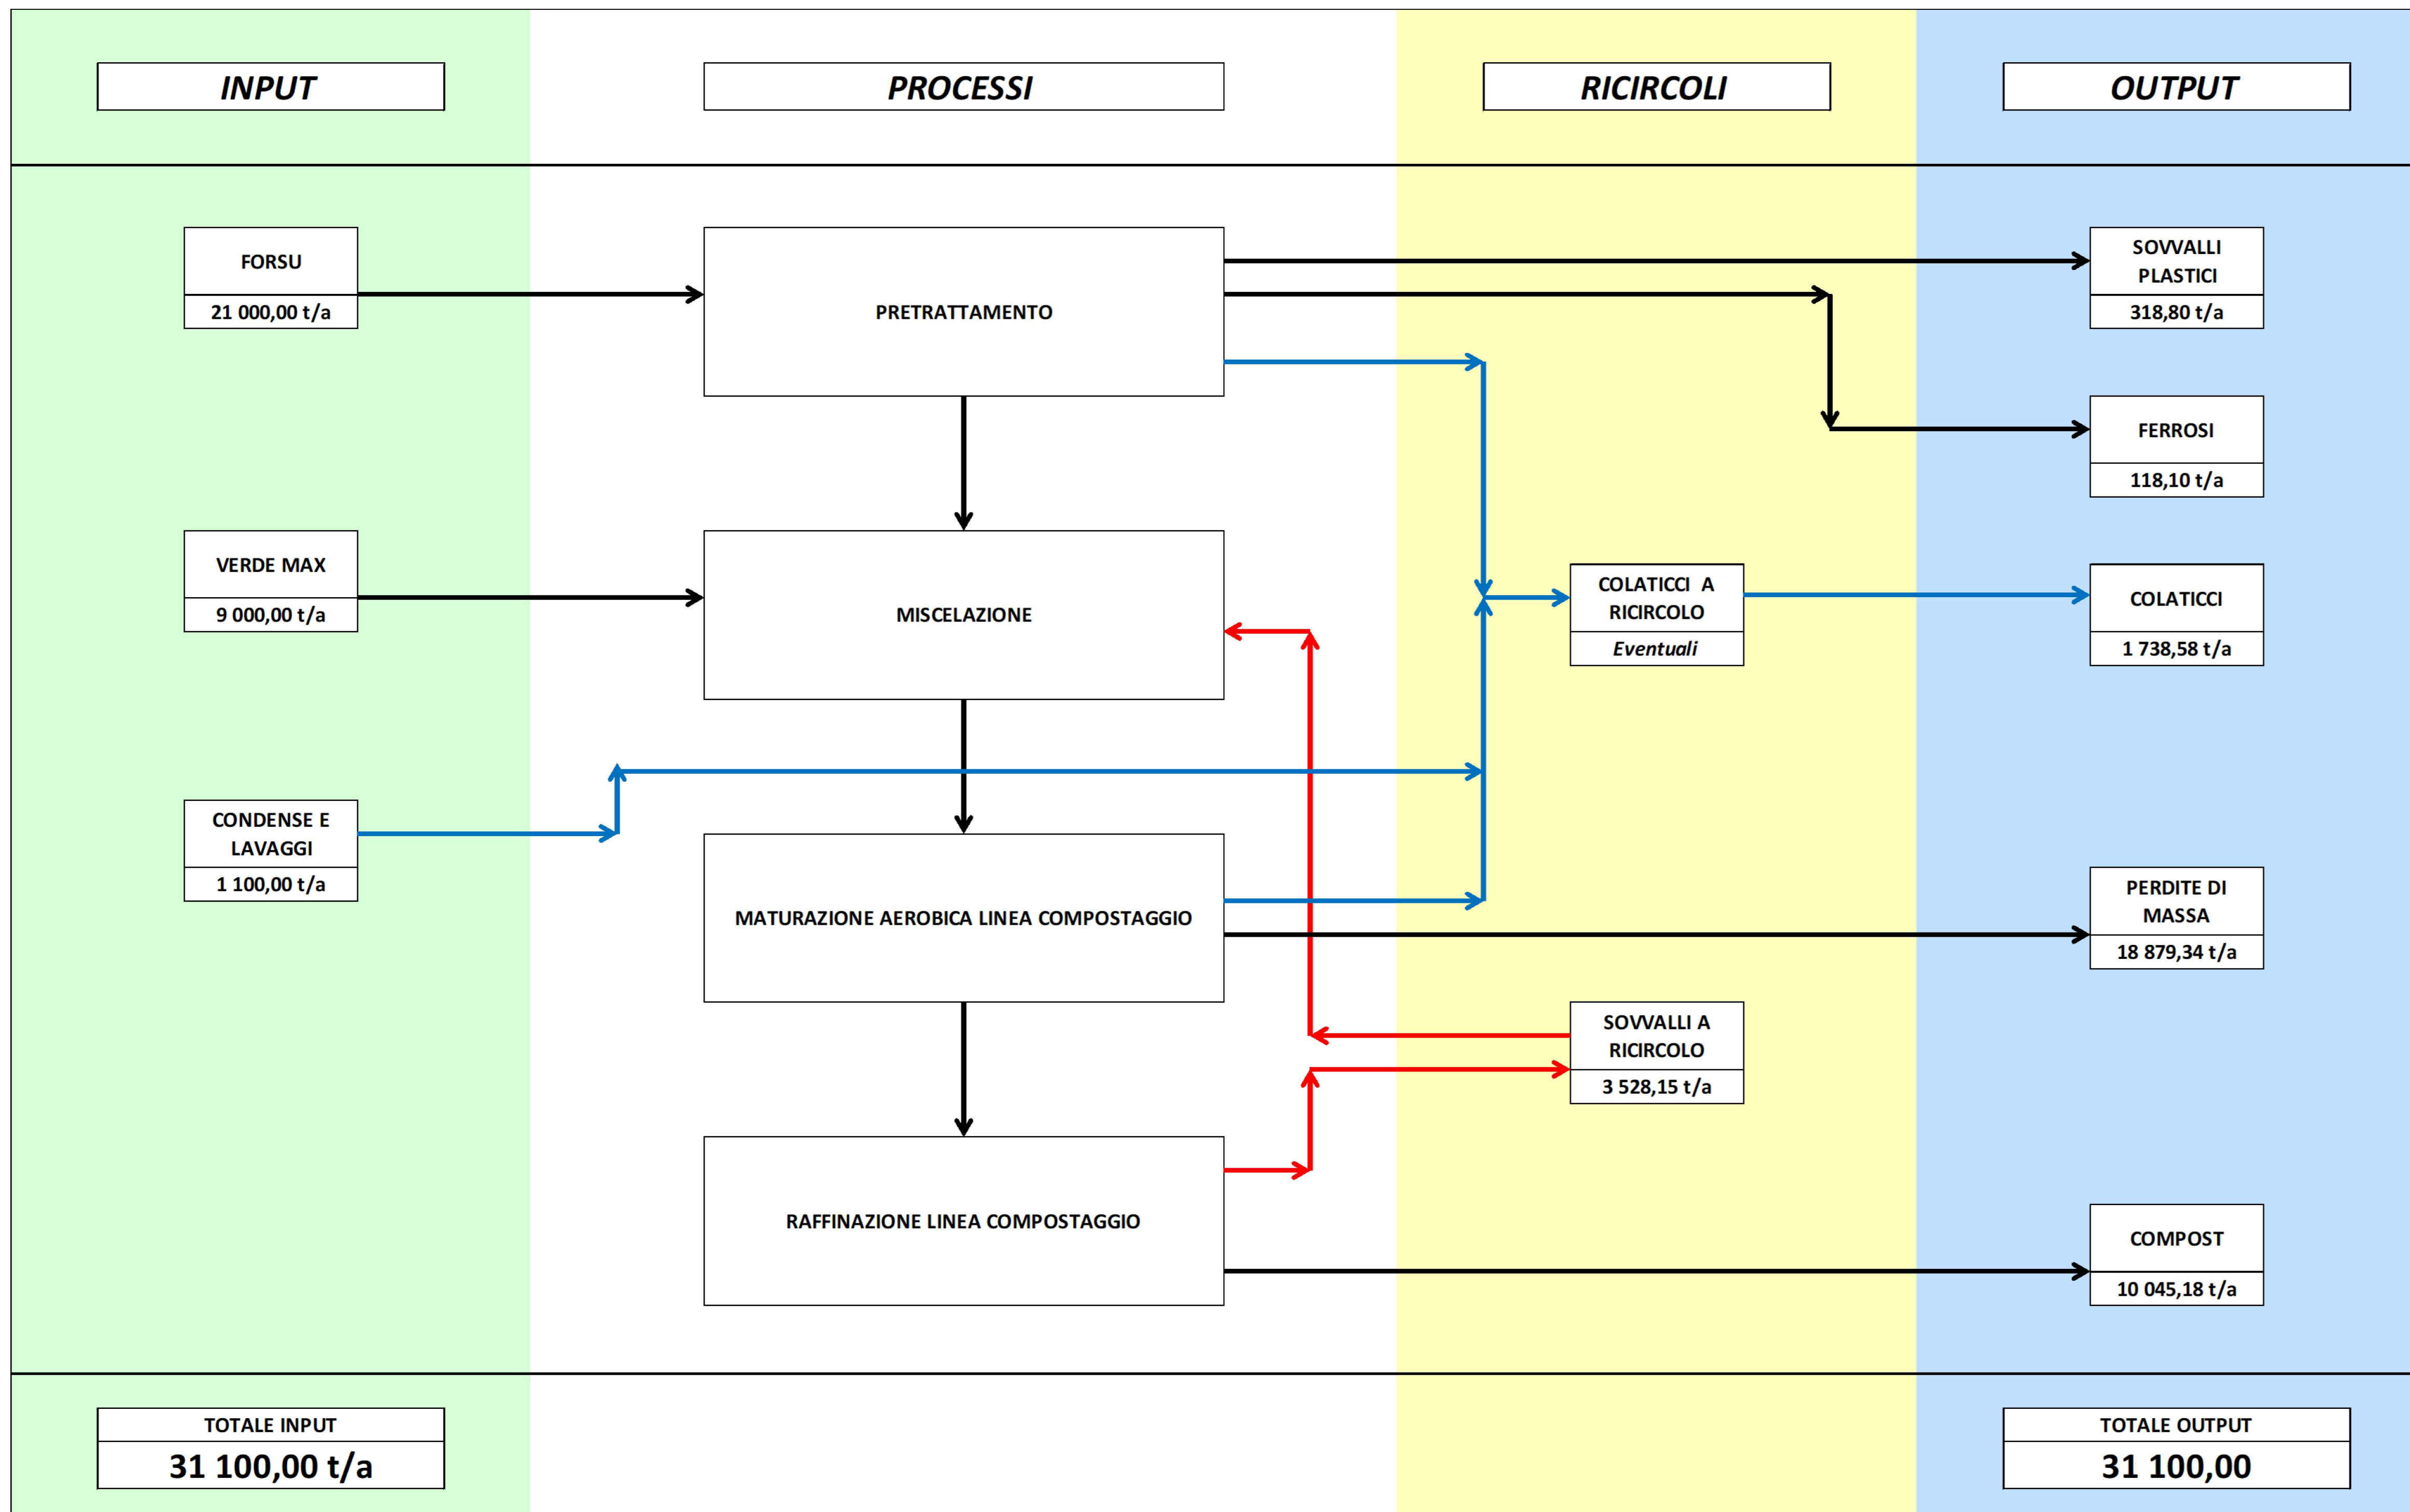 INPUT
PROCESSI
RICIRCOLI
OUTPUT
FORSU
21 000,00 t/a
PRETRATTAMENTO
SOVVALLI
PLASTICI
318,80 t/a
FERROSI
118,10 t/a
VERDE MAX
9 000,00 t/a
MISCELAZIONE
COLATICCI A
RICIRCOLO
Eventuali
COLATICCI
1 738,58 t/a
CONDENSE E
LAVAGGI
1 100,00 t/a
MATURAZIONE AEROBICA LINEA COMPOSTAGGIO
PERDITE DI
MASSA
18 879,34 t/a
SOVVALLI A
RICIRCOLO
3 528,15 t/a
RAFFINAZIONE LINEA COMPOSTAGGIO
COMPOST
10 045,18 t/a
TOTALE INPUT
31 100,00 t/a
TOTALE OUTPUT
31 100,00